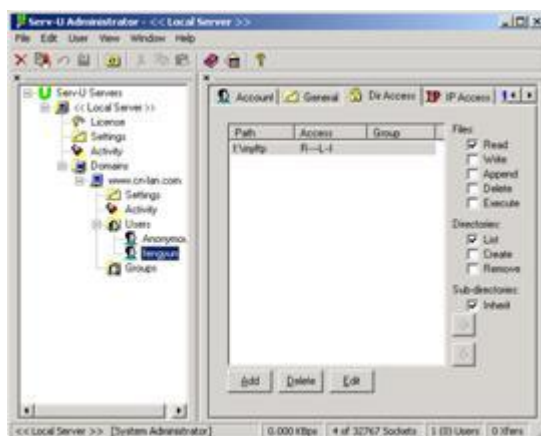 Serv-U Administrator - << Local Server >>
File Edit User View Window Help
Serv-U Servers
<< Local Server >>
License
Settings
Activity
Domains
www.cn-lan.com
Settings
Activity
Users
Anonymou
fengyun
Groups
Account
General
Dir Access
IP Access
Path
Access
Group
R---L-I
Files:
Read
Write
Append
Delete
Execute
Directories:
List
Create
Remove
Sub-directories:
Inherit
Add
Delete
Edit
<< Local Server >> [System Administrator]
0.000 KBps
4 of 32767 Sockets
1 (0) Users
0 Xfers